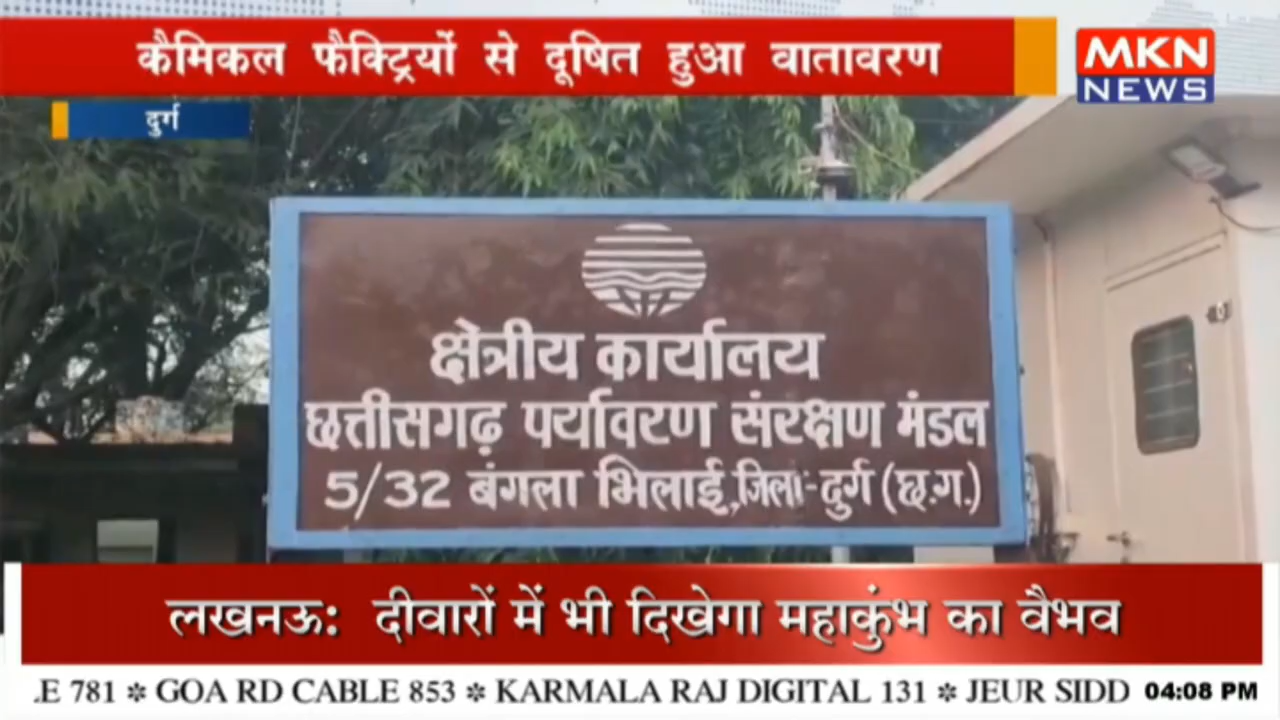 कैमिकल फैक्ट्रियों से दूषित हुआ वातावरण
MKN
NEWS
दुर्ग
क्षेत्रीय कार्यालय
छत्तीसगढ़ पर्यावरण संरक्षण मंडल
5/32 बंगला भिलाई,जिला-दुर्ग (छ.ग.)
लखनऊ: दीवारों में भी दिखेगा महाकुंभ का वैभव
.E 781 ✻ GOA RD CABLE 853 ✻ KARMALA RAJ DIGITAL 131 ✻ JEUR SIDD 04:08 PM